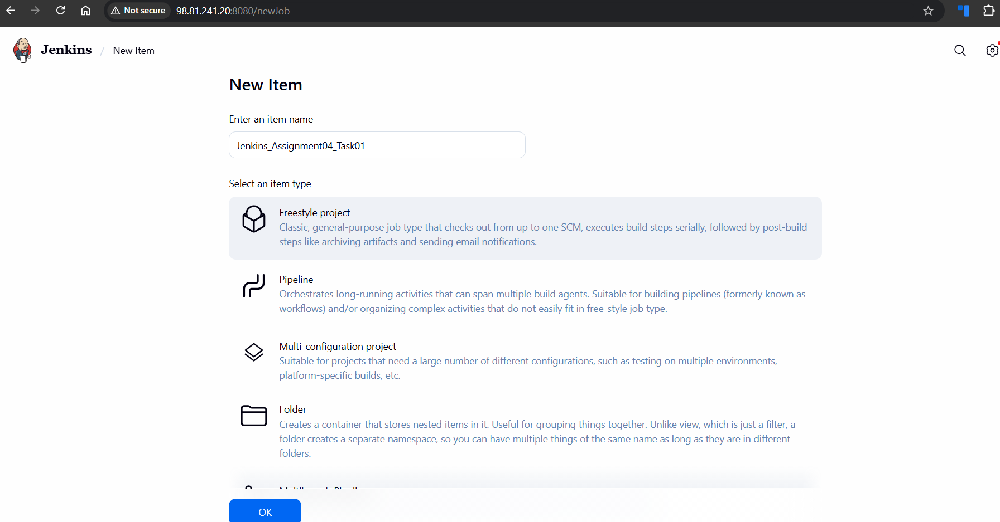 Not secure 98.81.241.20:8080/newJob
Jenkins / New Item
New Item
Enter an item name
Jenkins_Assignment04_Task01
Select an item type
Freestyle project
Classic, general-purpose job type that checks out from up to one SCM, executes build steps serially, followed by post-build
steps like archiving artifacts and sending email notifications.
Pipeline
Orchestrates long-running activities that can span multiple build agents. Suitable for building pipelines (formerly known as
workflows) and/or organizing complex activities that do not easily fit in free-style job type.
Multi-configuration project
Suitable for projects that need a large number of different configurations, such as testing on multiple environments,
platform-specific builds, etc.
Folder
Creates a container that stores nested items in it. Useful for grouping things together. Unlike view, which is just a filter, a
folder creates a separate namespace, so you can have multiple things of the same name as long as they are in different
folders.
OK